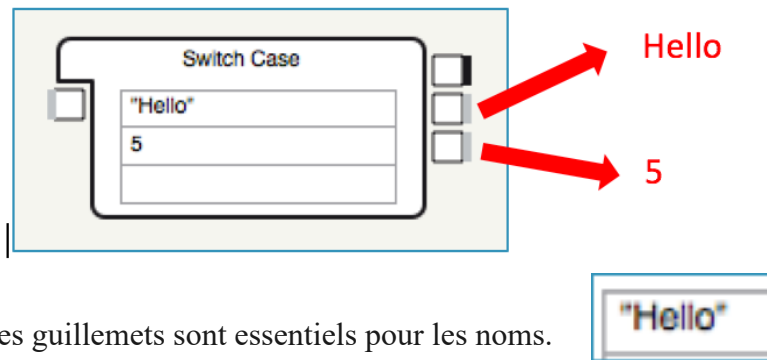 Switch Case
"Hello"
5
Hello
5
es guillemets sont essentiels pour les noms.
"Hello"